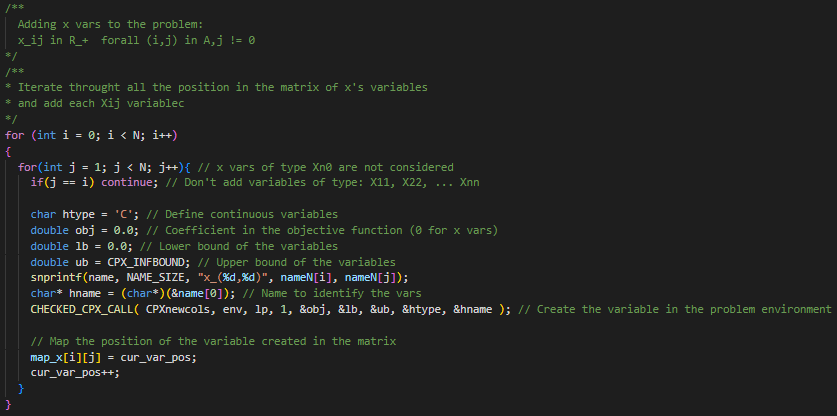 /**
Adding x vars to the problem:
x_ij in R_+ forall (i,j) in A,j != 0
*/
/**
* Iterate throught all the position in the matrix of x's variables
* and add each Xij variablec
*/
for (int i = 0; i < N; i++)
{
for(int j = 1; j < N; j++){ // x vars of type Xn0 are not considered
if(j == i) continue; // Don't add variables of type: X11, X22, ... Xnn
char htype = 'C'; // Define continuous variables
double obj = 0.0; // Coefficient in the objective function (0 for x vars)
double lb = 0.0; // Lower bound of the variables
double ub = CPX_INFBOUND; // Upper bound of the variables
snprintf(name, NAME_SIZE, "x_(%d,%d)", nameN[i], nameN[j]);
char* hname = (char*)(&name[0]); // Name to identify the vars
CHECKED_CPX_CALL( CPXnewcols, env, lp, 1, &obj, &lb, &ub, &htype, &hname ); // Create the variable in the problem environment
// Map the position of the variable created in the matrix
map_x[i][j] = cur_var_pos;
cur_var_pos++;
}
}